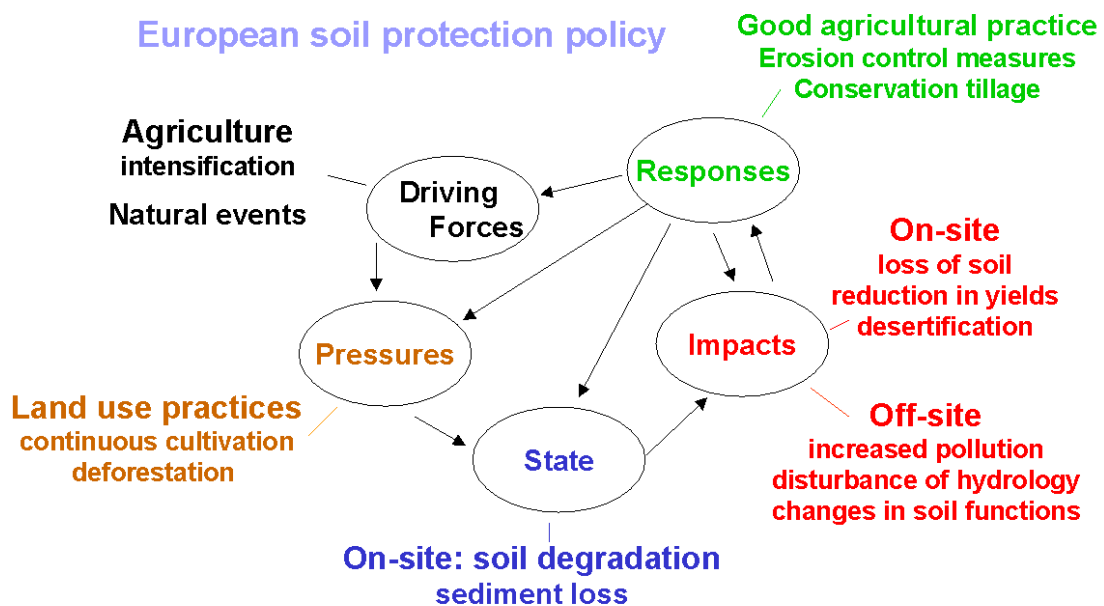 European soil protection policy
Good agricultural practice
Erosion control measures
Conservation tillage
Agriculture
intensification
Natural events
Driving
Forces
Responses
On-site
loss of soil
reduction in yields
desertification
Pressures
Impacts
Land use practices
continuous cultivation
deforestation
State
Off-site
increased pollution
disturbance of hydrology
changes in soil functions
On-site: soil degradation
sediment loss